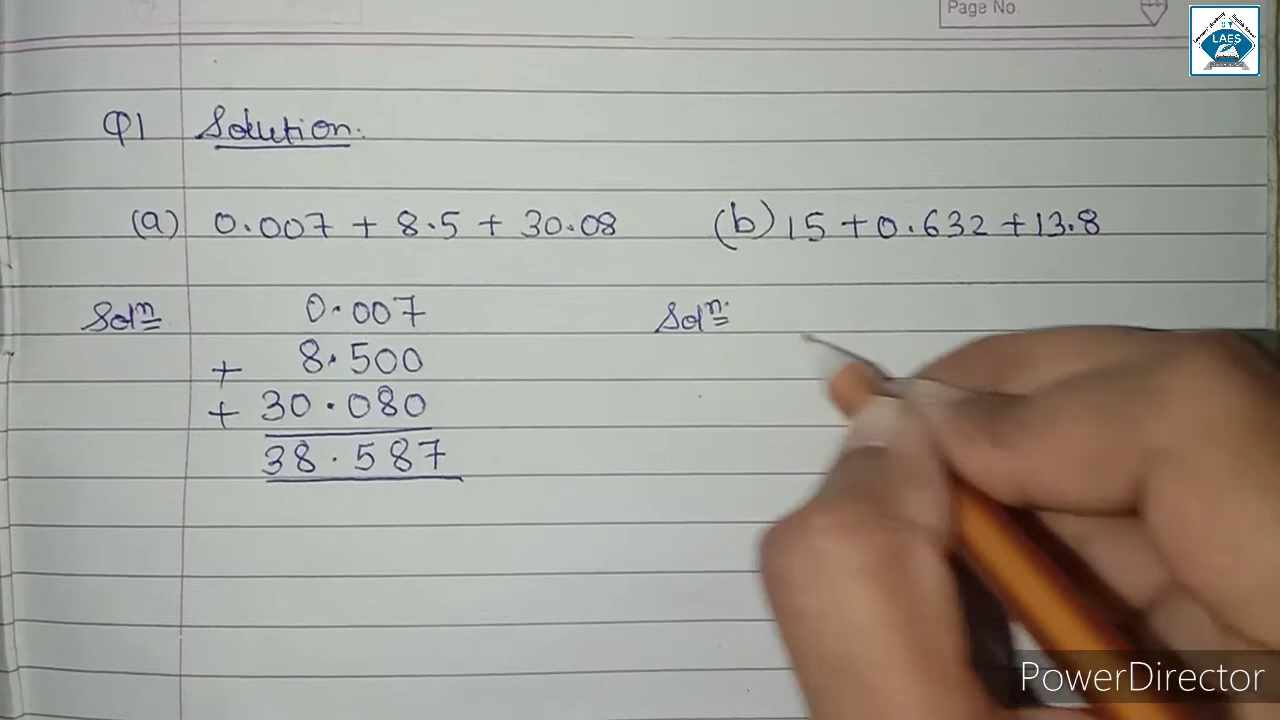 Page No.
LAES
Q1 Solution:
(a) 0.007 + 8.5 + 30.08 (b) 15 + 0.632 + 13.8
Solⁿ 0.007 Solⁿ.
+ 8.500
+ 30.080
38.587
PowerDirector